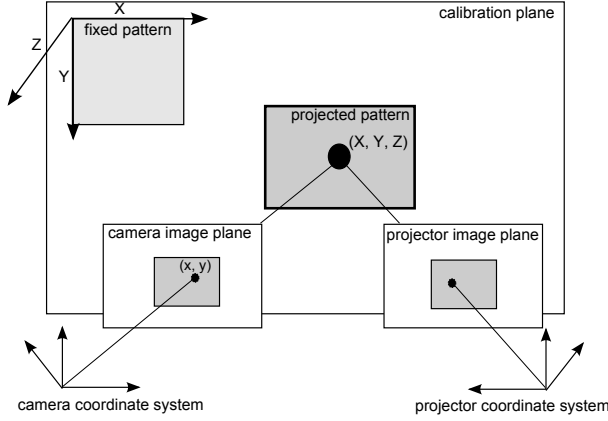 calibration plane
X
fixed pattern
Z
Y
projected pattern
(X, Y, Z)
camera image plane
projector image plane
(x, y)
camera coordinate system
projector coordinate system